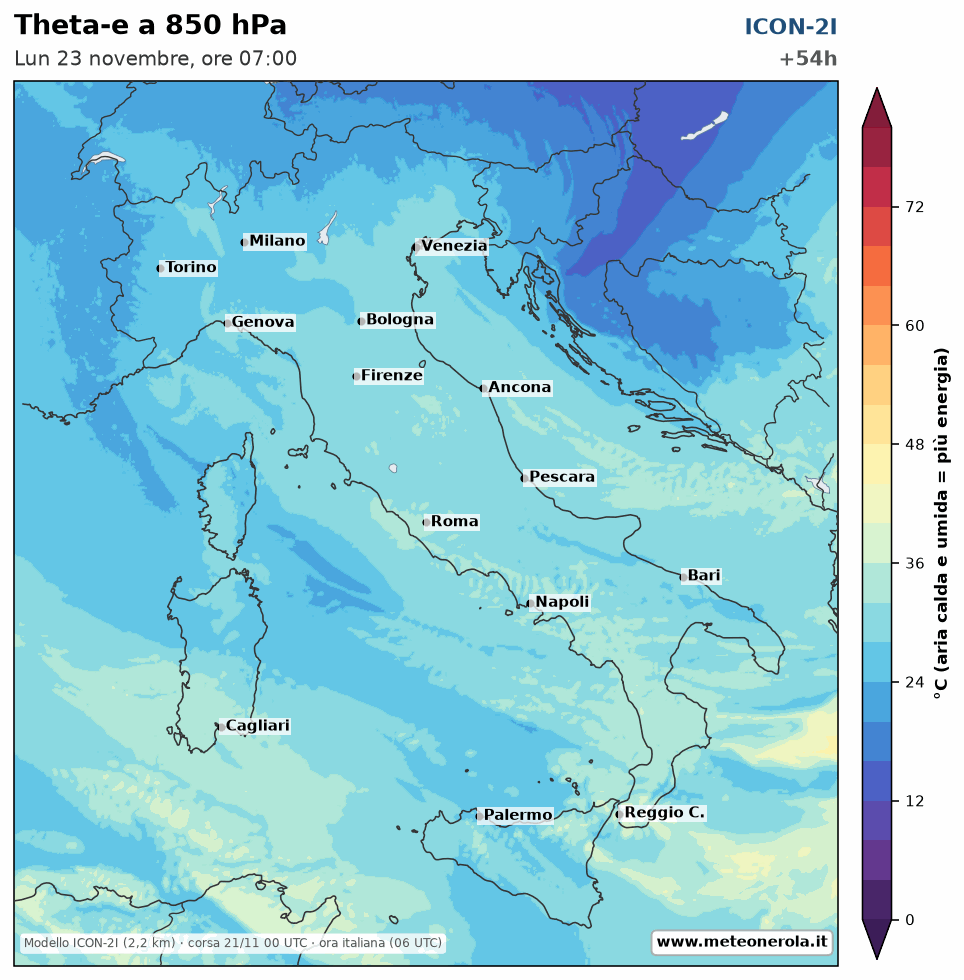 Theta-e a 850 hPa
ICON-2I
Lun 23 novembre, ore 07:00
+54h
Milano
Venezia
Torino
Genova
Bologna
Firenze
Ancona
Pescara
Roma
Bari
Napoli
Cagliari
Palermo
Reggio C.
72
60
48
36
24
12
0
°C (aria calda e umida = più energia)
Modello ICON-2I (2,2 km) · corsa 21/11 00 UTC · ora italiana (06 UTC)
www.meteonerola.it